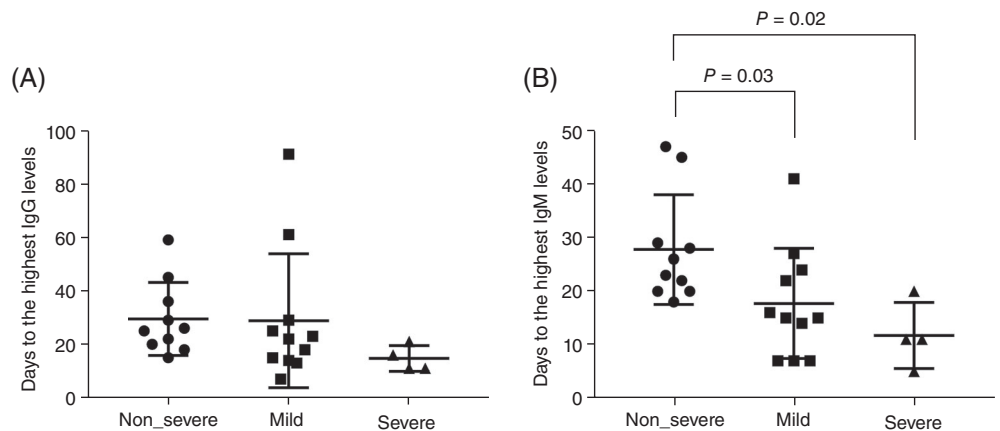 (A)
Days to the highest IgG levels
100
80
60
40
20
0
Non_severe
Mild
Severe
(B)
P = 0.02
P = 0.03
Days to the highest IgM levels
50
40
30
20
10
0
Non_severe
Mild
Severe